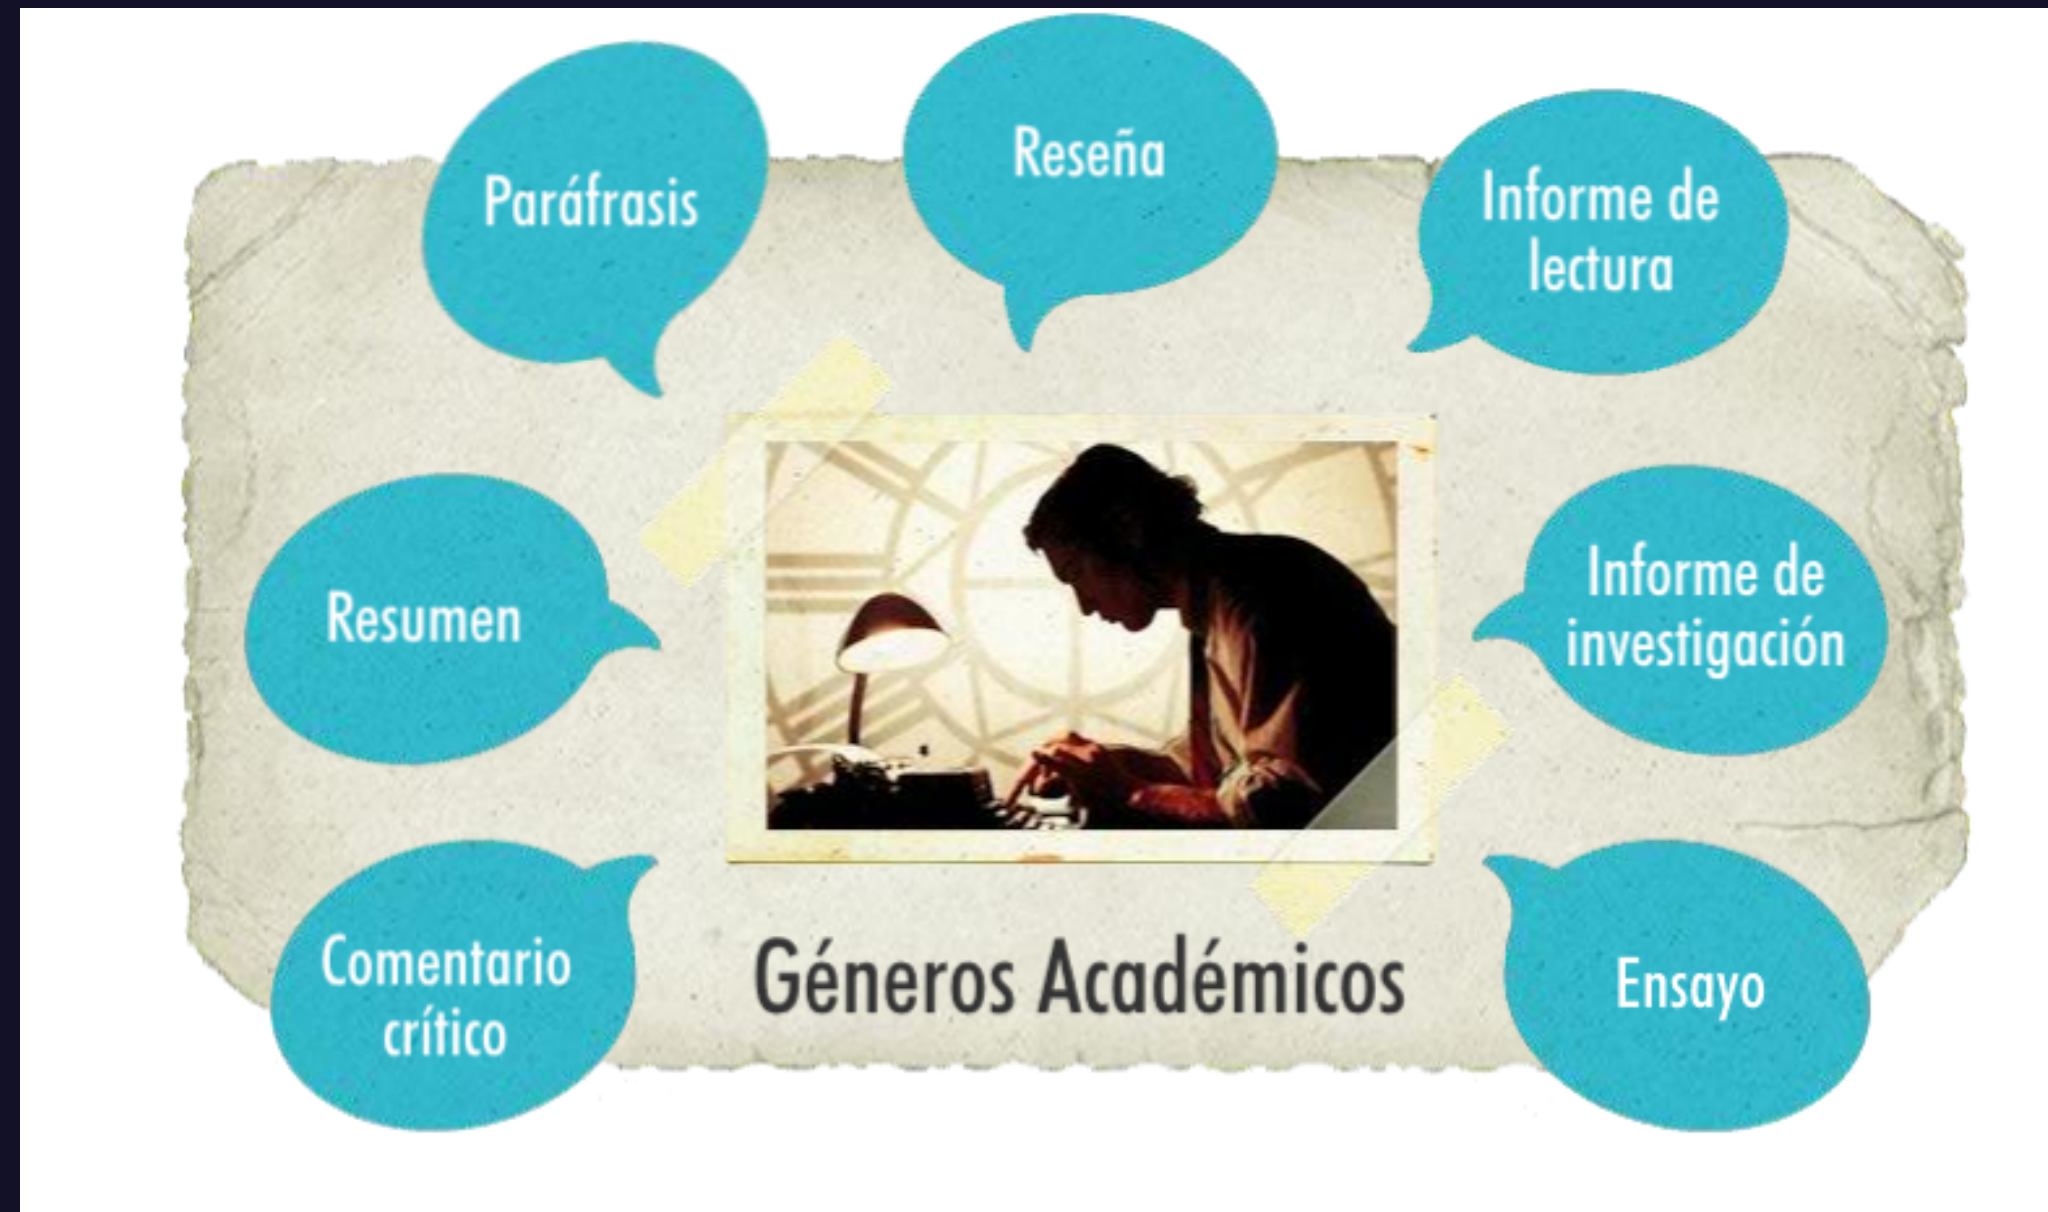 Paráfrasis
Reseña
Informe de
lectura
Resumen
Informe de
investigación
Comentario
crítico
Géneros Académicos
Ensayo